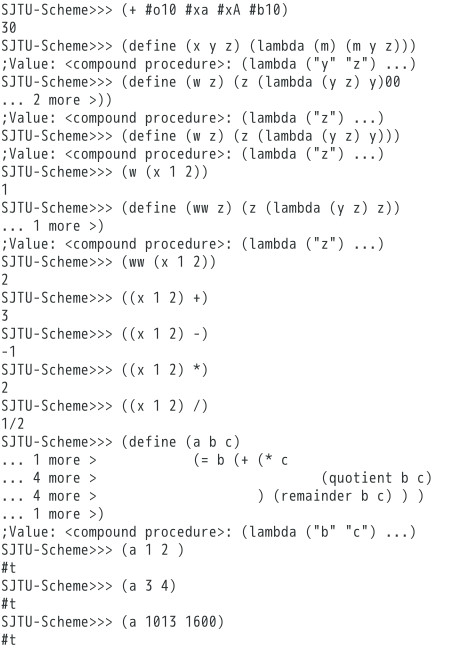 SJTU-Scheme>>> (+ #o10 #xa #xA #b10)
30
SJTU-Scheme>>> (define (x y z) (lambda (m) (m y z)))
;Value: <compound procedure>: (lambda ("y" "z") ...)
SJTU-Scheme>>> (define (w z) (z (lambda (y z) y)00
... 2 more >))
;Value: <compound procedure>: (lambda ("z") ...)
SJTU-Scheme>>> (define (w z) (z (lambda (y z) y)))
;Value: <compound procedure>: (lambda ("z") ...)
SJTU-Scheme>>> (w (x 1 2))
1
SJTU-Scheme>>> (define (ww z) (z (lambda (y z) z))
... 1 more >)
;Value: <compound procedure>: (lambda ("z") ...)
SJTU-Scheme>>> (ww (x 1 2))
2
SJTU-Scheme>>> ((x 1 2) +)
3
SJTU-Scheme>>> ((x 1 2) -)
-1
SJTU-Scheme>>> ((x 1 2) *)
2
SJTU-Scheme>>> ((x 1 2) /)
1/2
SJTU-Scheme>>> (define (a b c)
... 1 more >            (= b (+ (* c
... 4 more >                            (quotient b c)
... 4 more >                    ) (remainder b c) ) )
... 1 more >)
;Value: <compound procedure>: (lambda ("b" "c") ...)
SJTU-Scheme>>> (a 1 2 )
#t
SJTU-Scheme>>> (a 3 4)
#t
SJTU-Scheme>>> (a 1013 1600)
#t